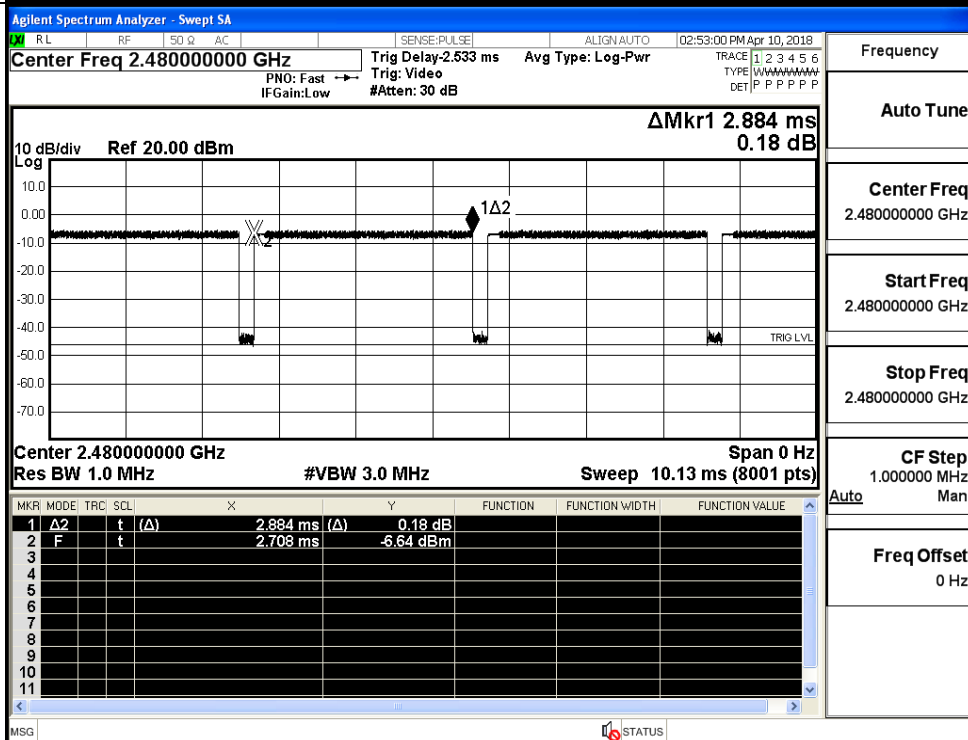 Agilent Spectrum Analyzer - Swept SA
LXI RL RF 50 Ω AC SENSE:PULSE ALIGN AUTO 02:53:00 PM Apr 10, 2018
Center Freq 2.480000000 GHz
PNO: Fast
IFGain:Low
Trig Delay-2.533 ms
Trig: Video
#Atten: 30 dB
Avg Type: Log-Pwr
TRACE 1 2 3 4 5 6
TYPE WWWWWW
DET P P P P P P
ΔMkr1 2.884 ms
0.18 dB
10 dB/div Ref 20.00 dBm
Log
10.0
0.00
-10.0
-20.0
-30.0
-40.0
-50.0
-60.0
-70.0
1Δ2
2
TRIG LVL
Center 2.480000000 GHz Span 0 Hz
Res BW 1.0 MHz #VBW 3.0 MHz Sweep 10.13 ms (8001 pts)
MKR MODE TRC SCL X Y FUNCTION FUNCTION WIDTH FUNCTION VALUE
1 Δ2 t (Δ) 2.884 ms (Δ) 0.18 dB
2 F t 2.708 ms -6.64 dBm
3
4
5
6
7
8
9
10
11
MSG STATUS
Frequency
Auto Tune
Center Freq
2.480000000 GHz
Start Freq
2.480000000 GHz
Stop Freq
2.480000000 GHz
CF Step
1.000000 MHz
Auto Man
Freq Offset
0 Hz